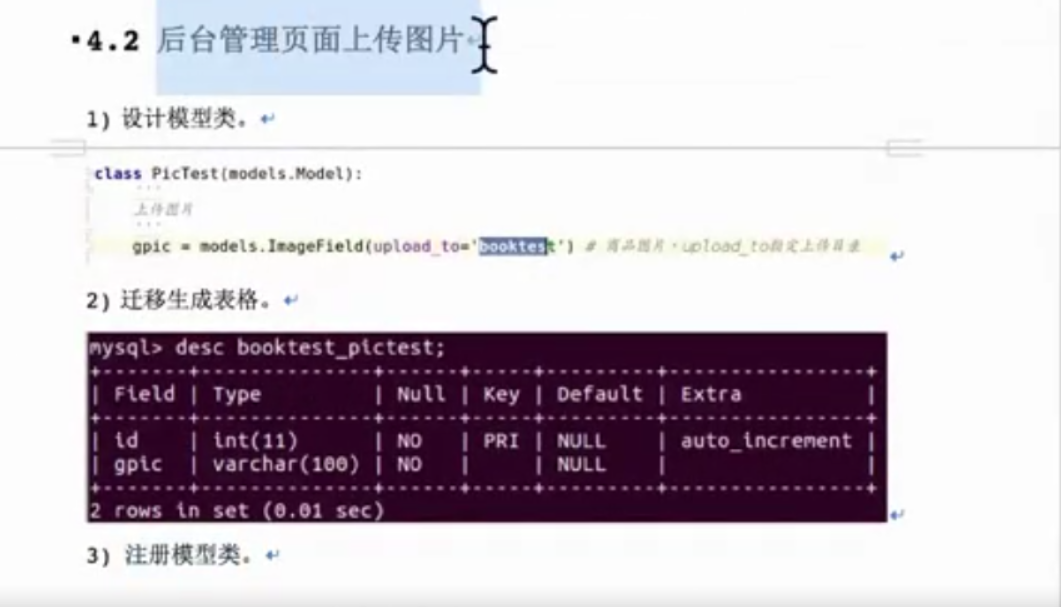 ▪4.2 后台管理页面上传图片
1) 设计模型类。
class PicTest(models.Model):
'''
上传图片
'''
gpic = models.ImageField(upload_to='booktest') # 商品图片，upload_to指定上传目录
2) 迁移生成表格。
mysql> desc booktest_pictest;
+-------+--------------+------+-----+---------+----------------+
| Field | Type         | Null | Key | Default | Extra          |
+-------+--------------+------+-----+---------+----------------+
| id    | int(11)      | NO   | PRI | NULL    | auto_increment |
| gpic  | varchar(100) | NO   |     | NULL    |                |
+-------+--------------+------+-----+---------+----------------+
2 rows in set (0.01 sec)
3) 注册模型类。